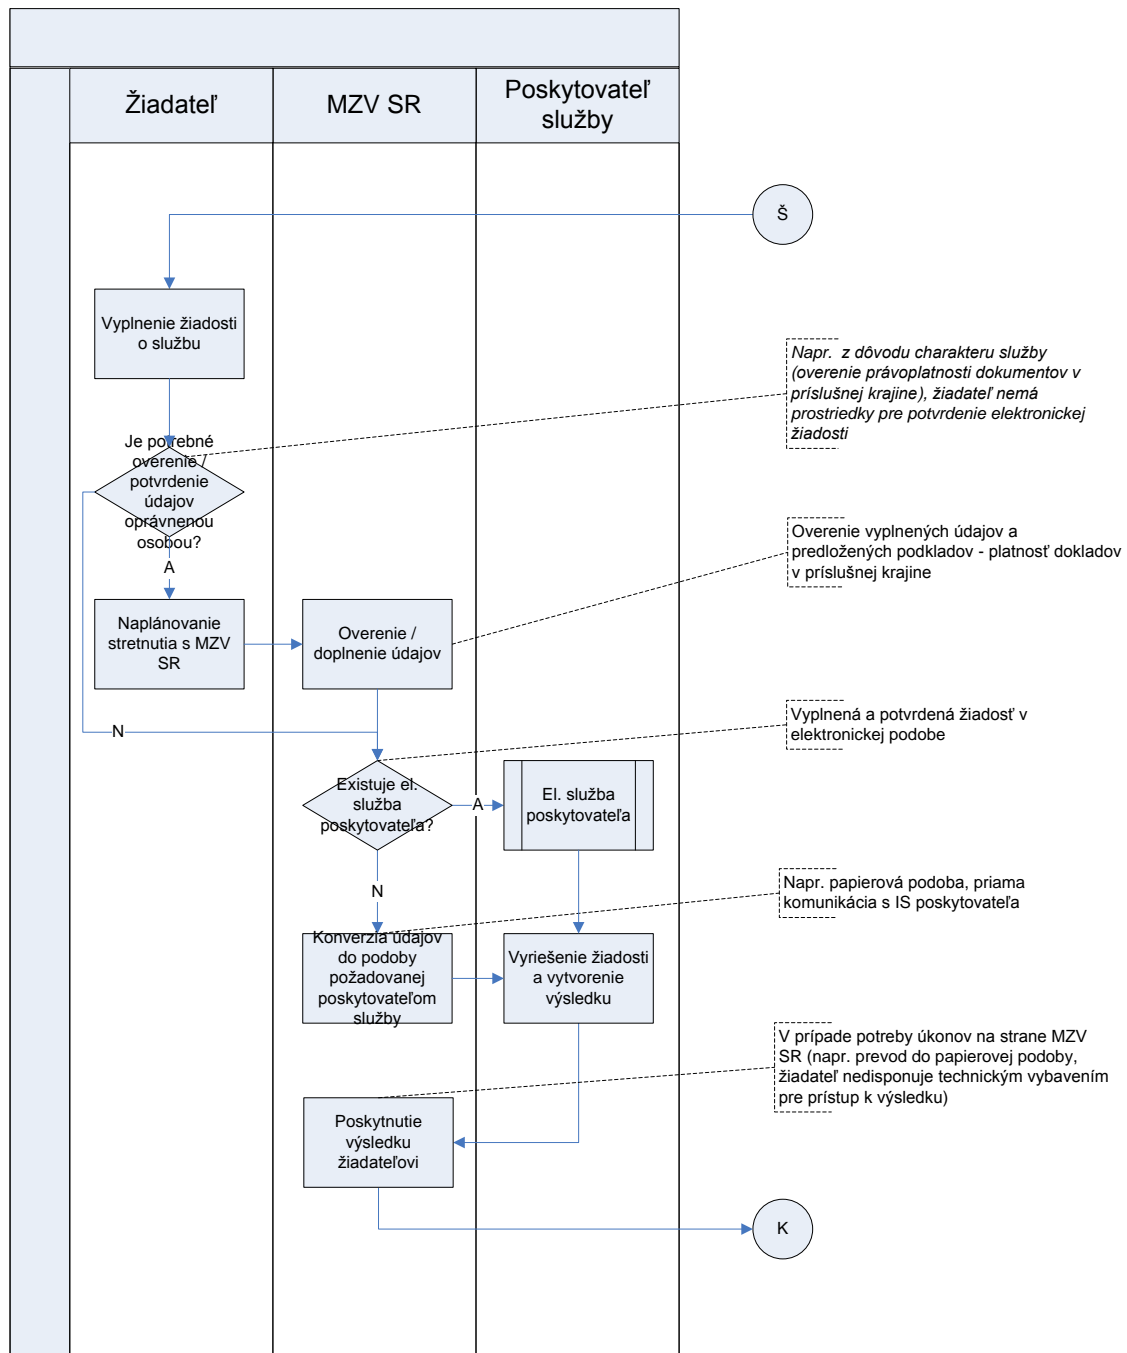 Žiadateľ
MZV SR
Poskytovateľ
služby
Š
Vyplnenie žiadosti
o službu
Napr.  z dôvodu charakteru služby
(overenie právoplatnosti dokumentov v
príslušnej krajine), žiadateľ nemá
prostriedky pre potvrdenie elektronickej
žiadosti
Je potrebné
overenie /
potvrdenie
údajov
oprávnenou
osobou?
A
Overenie vyplnených údajov a
predložených podkladov - platnosť dokladov
v príslušnej krajine
Naplánovanie
stretnutia s MZV
SR
Overenie /
doplnenie údajov
N
Vyplnená a potvrdená žiadosť v
elektronickej podobe
Existuje el.
služba
poskytovateľa?
A
El. služba
poskytovateľa
N
Napr. papierová podoba, priama
komunikácia s IS poskytovateľa
Konverzia údajov
do podoby
požadovanej
poskytovateľom
služby
Vyriešenie žiadosti
a vytvorenie
výsledku
V prípade potreby úkonov na strane MZV
SR (napr. prevod do papierovej podoby,
žiadateľ nedisponuje technickým vybavením
pre prístup k výsledku)
Poskytnutie
výsledku
žiadateľovi
K